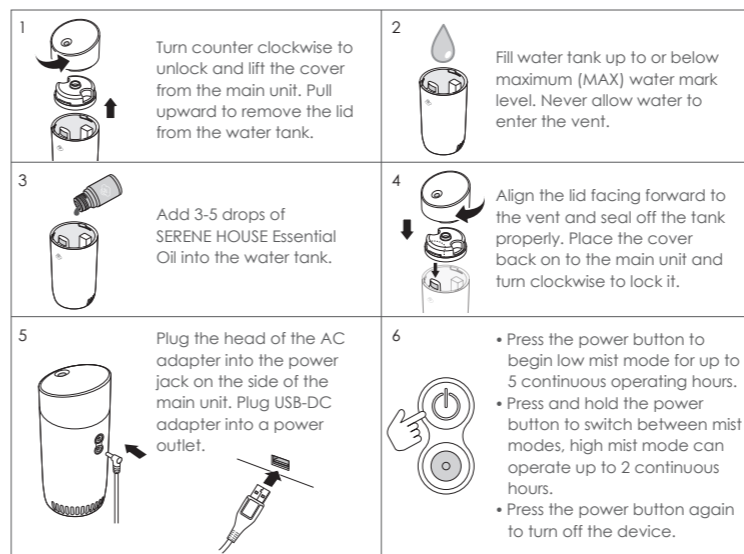 1
Turn counter clockwise to
unlock and lift the cover
from the main unit. Pull
upward to remove the lid
from the water tank.
2
Fill water tank up to or below
maximum (MAX) water mark
level. Never allow water to
enter the vent.
3
Add 3-5 drops of
SERENE HOUSE Essential
Oil into the water tank.
4
Align the lid facing forward to
the vent and seal off the tank
properly. Place the cover
back on to the main unit and
turn clockwise to lock it.
5
Plug the head of the AC
adapter into the power
jack on the side of the
main unit. Plug USB-DC
adapter into a power
outlet.
6
• Press the power button to
begin low mist mode for up to
5 continuous operating hours.
• Press and hold the power
button to switch between mist
modes, high mist mode can
operate up to 2 continuous
hours.
• Press the power button again
to turn off the device.